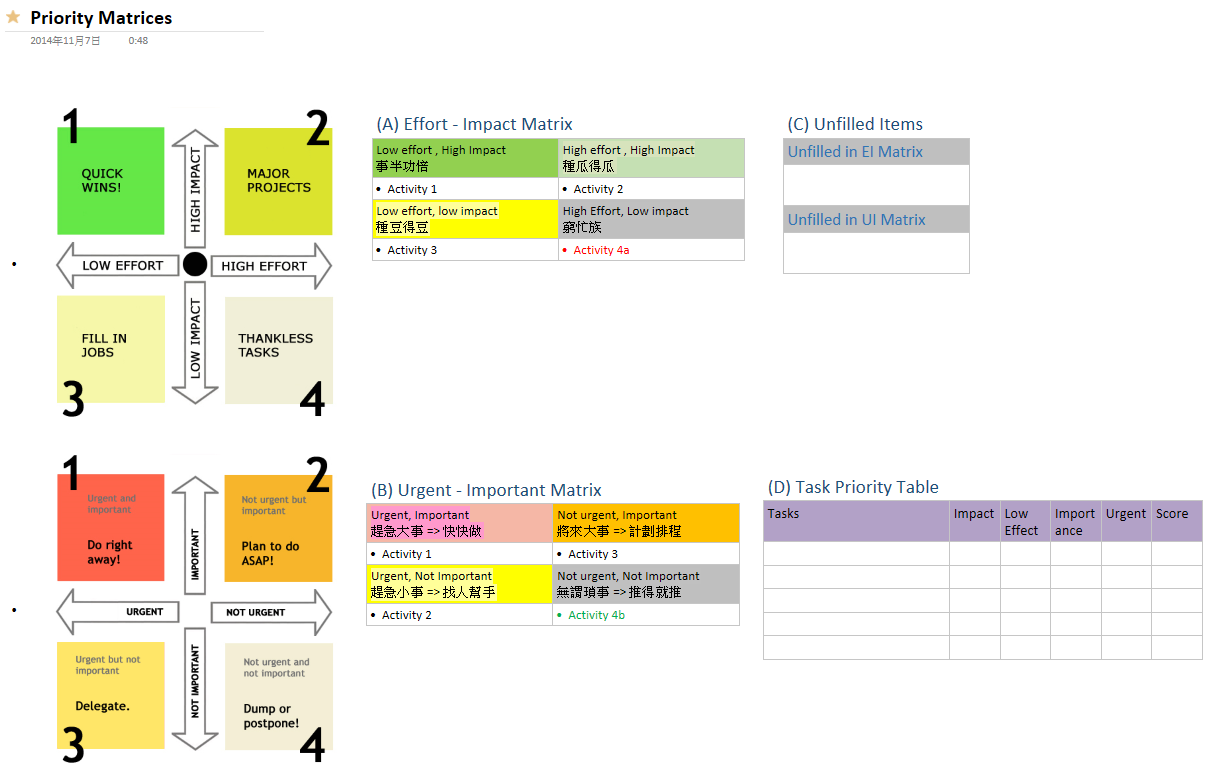 Priority Matrices
2014年11月7日 0:48
1
2
QUICK
WINS!
HIGH IMPACT
MAJOR
PROJECTS
LOW EFFORT
HIGH EFFORT
FILL IN
JOBS
LOW IMPACT
THANKLESS
TASKS
3
4
(A) Effort - Impact Matrix
Low effort , High Impact
事半功倍
High effort , High Impact
種瓜得瓜
• Activity 1
• Activity 2
Low effort, low impact
種豆得豆
High Effort, Low impact
窮忙族
• Activity 3
• Activity 4a
(C) Unfilled Items
Unfilled in EI Matrix
Unfilled in UI Matrix
1
2
Urgent and
important
Do right
away!
IMPORTANT
Not urgent but
important
Plan to do
ASAP!
URGENT
NOT URGENT
Urgent but not
important
Delegate.
NOT IMPORTANT
Not urgent and
not important
Dump or
postpone!
3
4
(B) Urgent - Important Matrix
Urgent, Important
趕急大事 => 快快做
Not urgent, Important
將來大事 => 計劃排程
• Activity 1
• Activity 3
Urgent, Not Important
趕急小事 => 找人幫手
Not urgent, Not Important
無謂瑣事 => 推得就推
• Activity 2
• Activity 4b
(D) Task Priority Table
Tasks
Impact
Low
Effect
Import
ance
Urgent
Score